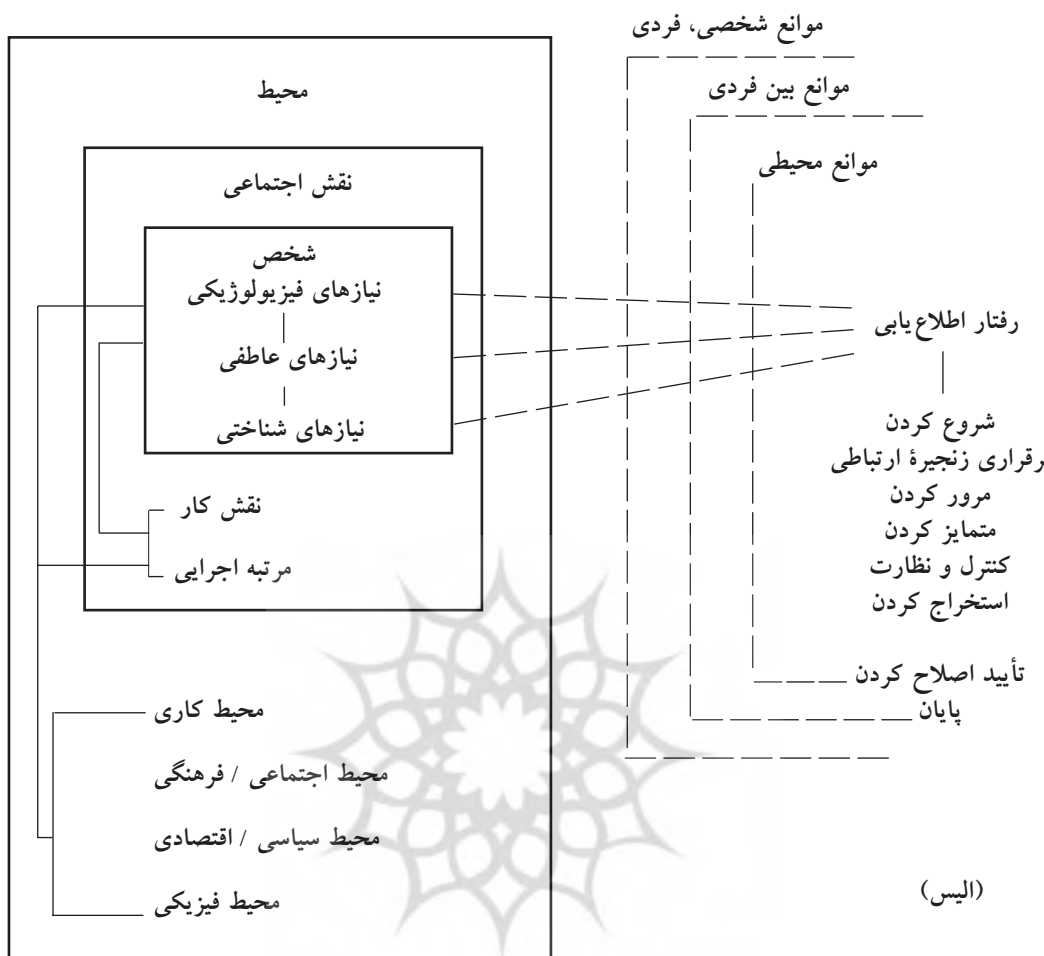 موانع شخصی، فردی
موانع بین فردی
موانع محیطی
رفتار اطلاع‌یابی
شروع کردن
رقراری زنجیرهٔ ارتباطی
مرور کردن
متمایز کردن
کنترل و نظارت
استخراج کردن
تأیید اصلاح کردن
پایان
(الیس)
محیط
نقش اجتماعی
شخص
نیازهای فیزیولوژیکی
نیازهای عاطفی
نیازهای شناختی
نقش کار
مرتبه اجرایی
محیط کاری
محیط اجتماعی / فرهنگی
محیط سیاسی / اقتصادی
محیط فیزیکی